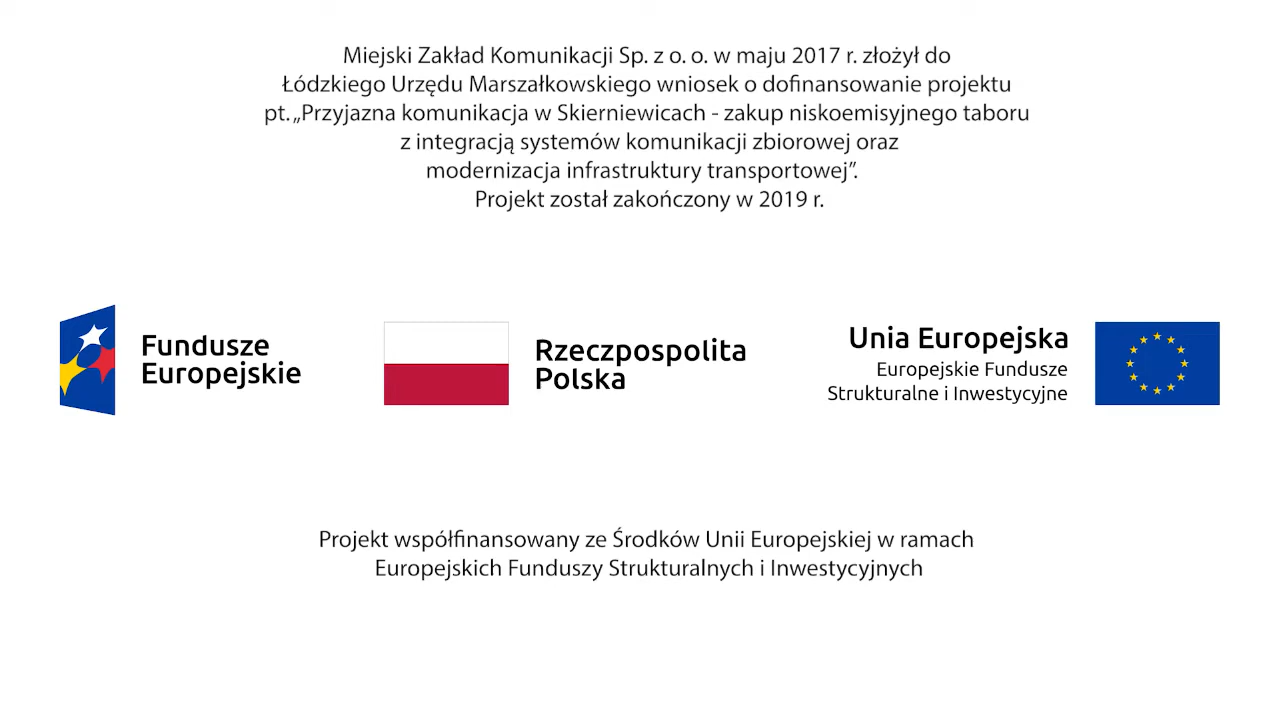 Miejski Zakład Komunikacji Sp. z o. o. w maju 2017 r. złożył do
Łódzkiego Urzędu Marszałkowskiego wniosek o dofinansowanie projektu
pt. „Przyjazna komunikacja w Skierniewicach - zakup niskoemisyjnego taboru
z integracją systemów komunikacji zbiorowej oraz
modernizacja infrastruktury transportowej”.
Projekt został zakończony w 2019 r.
Fundusze
Europejskie
Rzeczpospolita
Polska
Unia Europejska
Europejskie Fundusze
Strukturalne i Inwestycyjne
Projekt współfinansowany ze Środków Unii Europejskiej w ramach
Europejskich Funduszy Strukturalnych i Inwestycyjnych